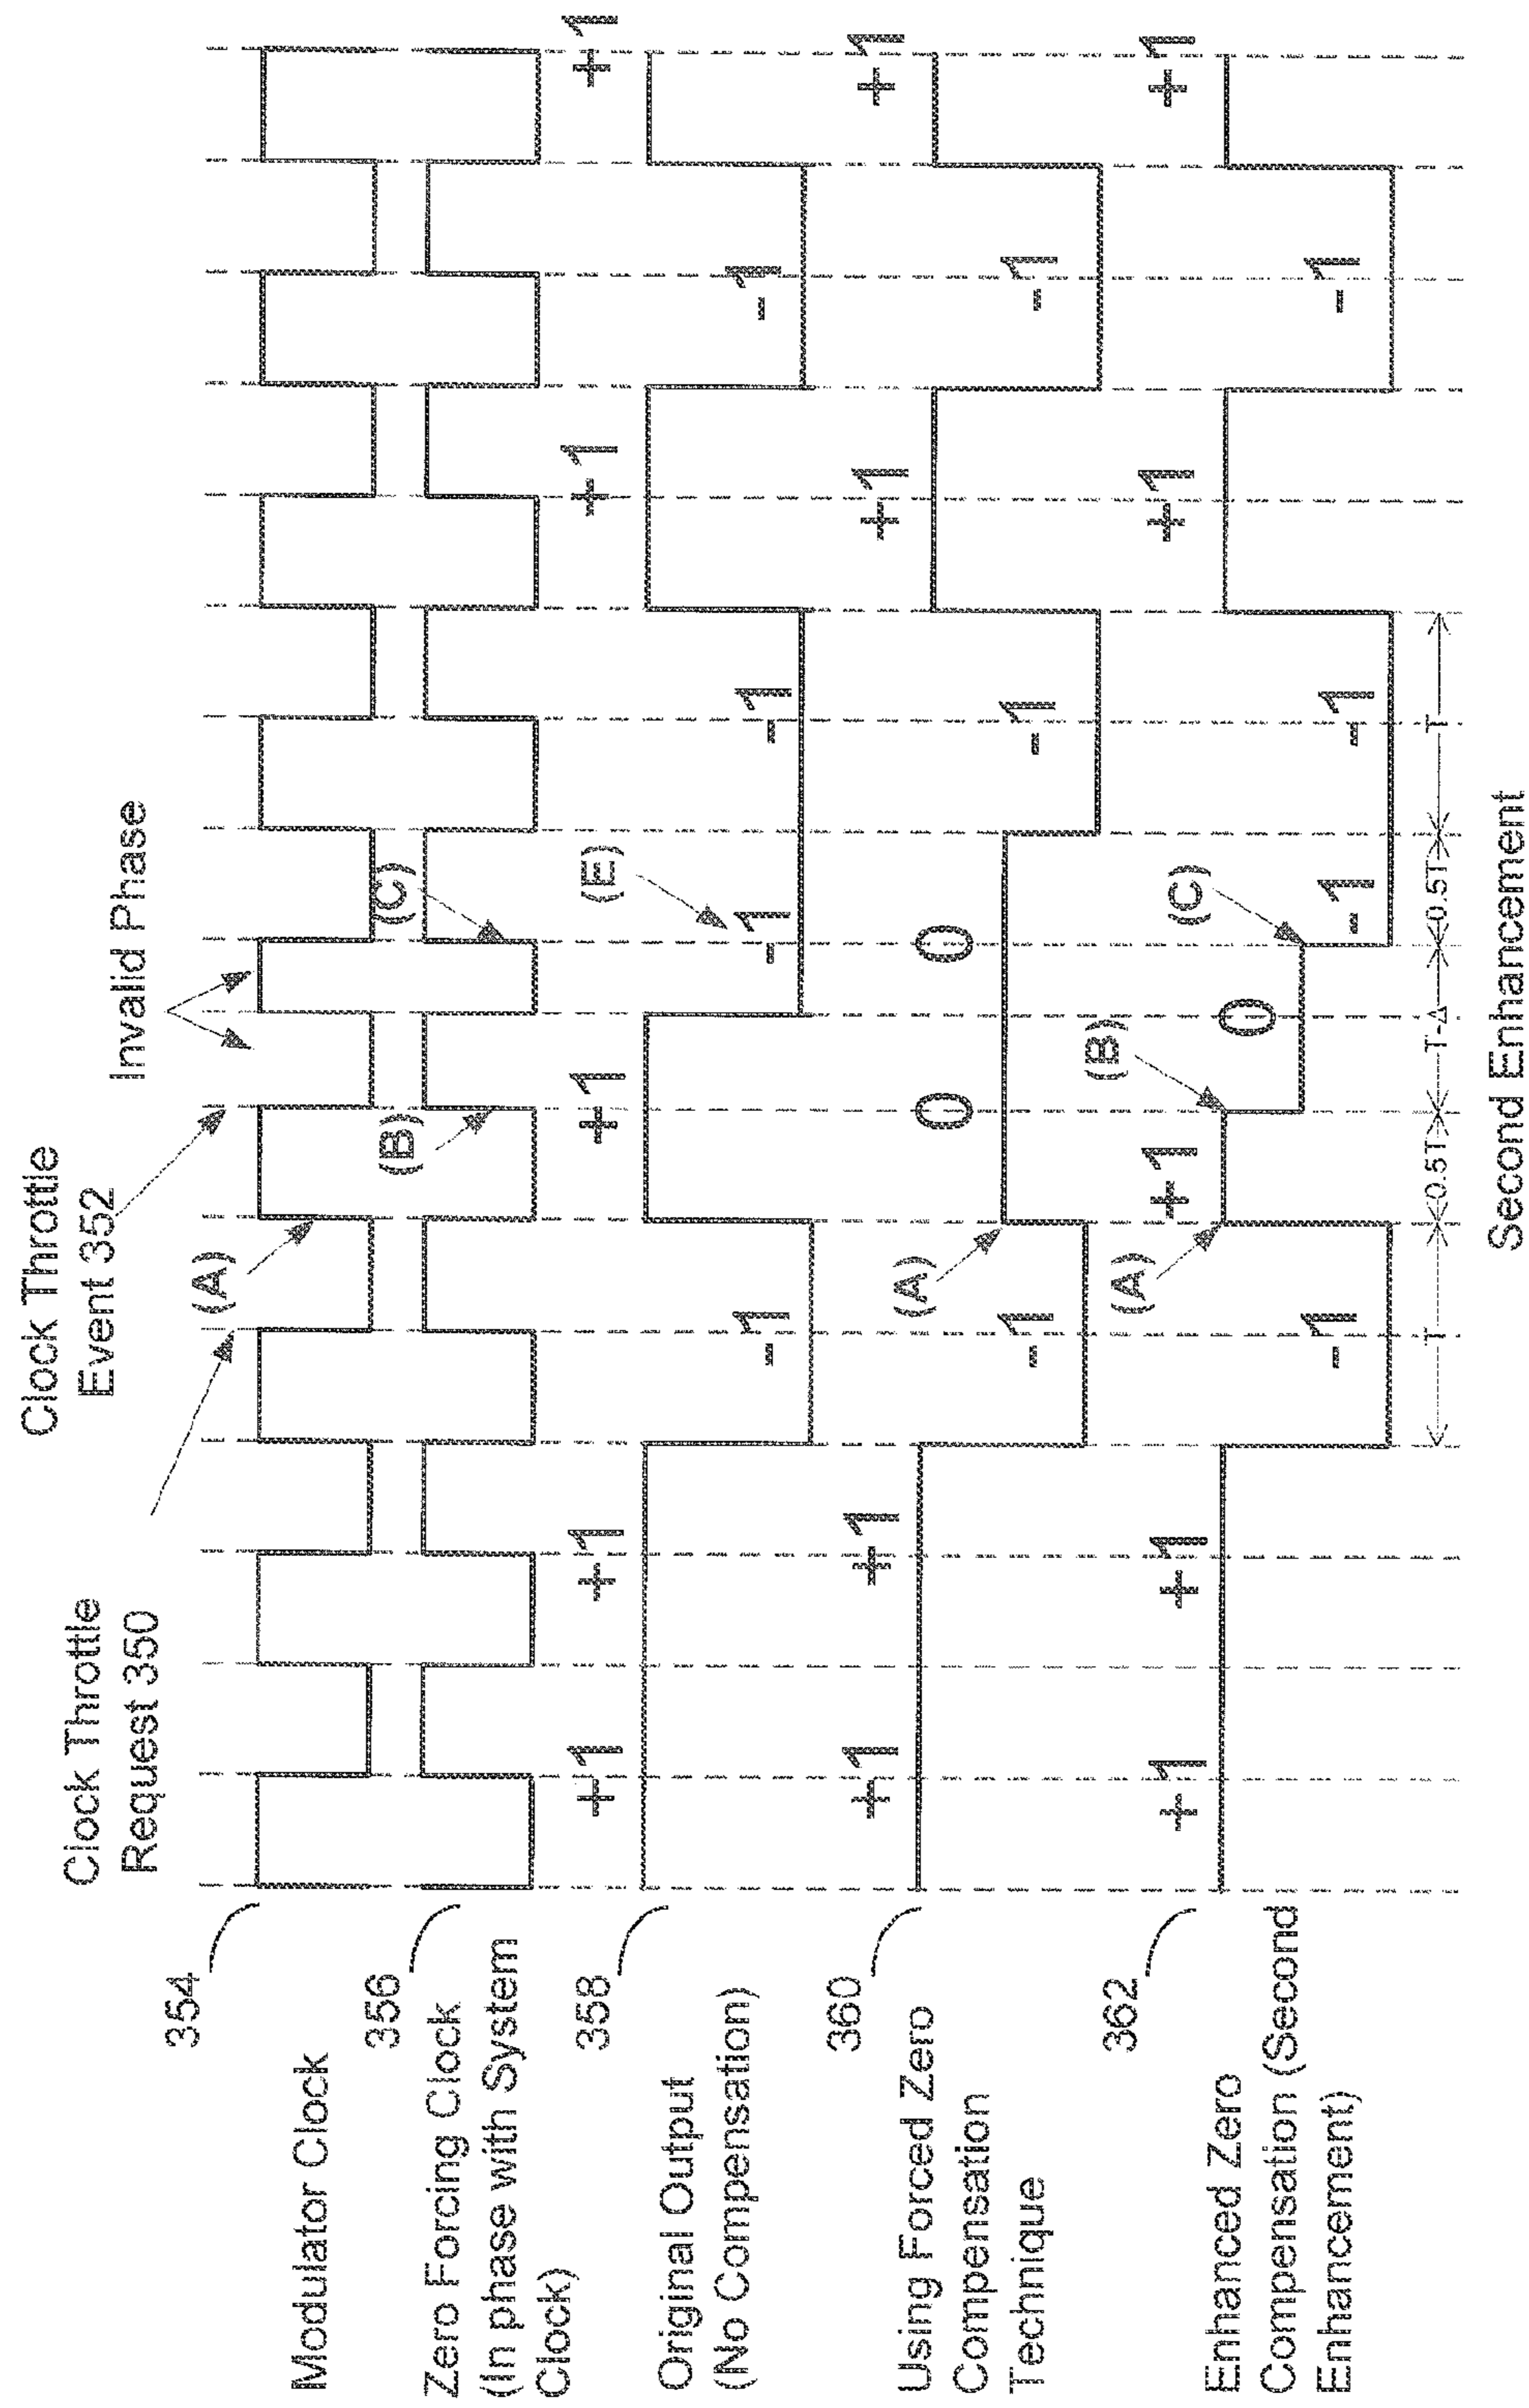 Clock Throttle
Request 350
Clock Throttle
Event 352
Invalid Phase
354
Modulator Clock
(A)
356
Zero Forcing Clock
(In phase with System
Clock)
(B)
(C)
358
Original Output
(No Compensation)
+1
+1
-1
+1
-1
(E)
-1
+1
-1
+1
360
Using Forced Zero
Compensation
Technique
+1
+1
-1
(A)
0
0
-1
+1
-1
+1
362
Enhanced Zero
Compensation (Second
Enhancement)
+1
+1
-1
(A)
+1
(B)
0
(C)
-1
-1
+1
-1
+1
T
0.5T
T-Δ
0.5T
T
Second Enhancement